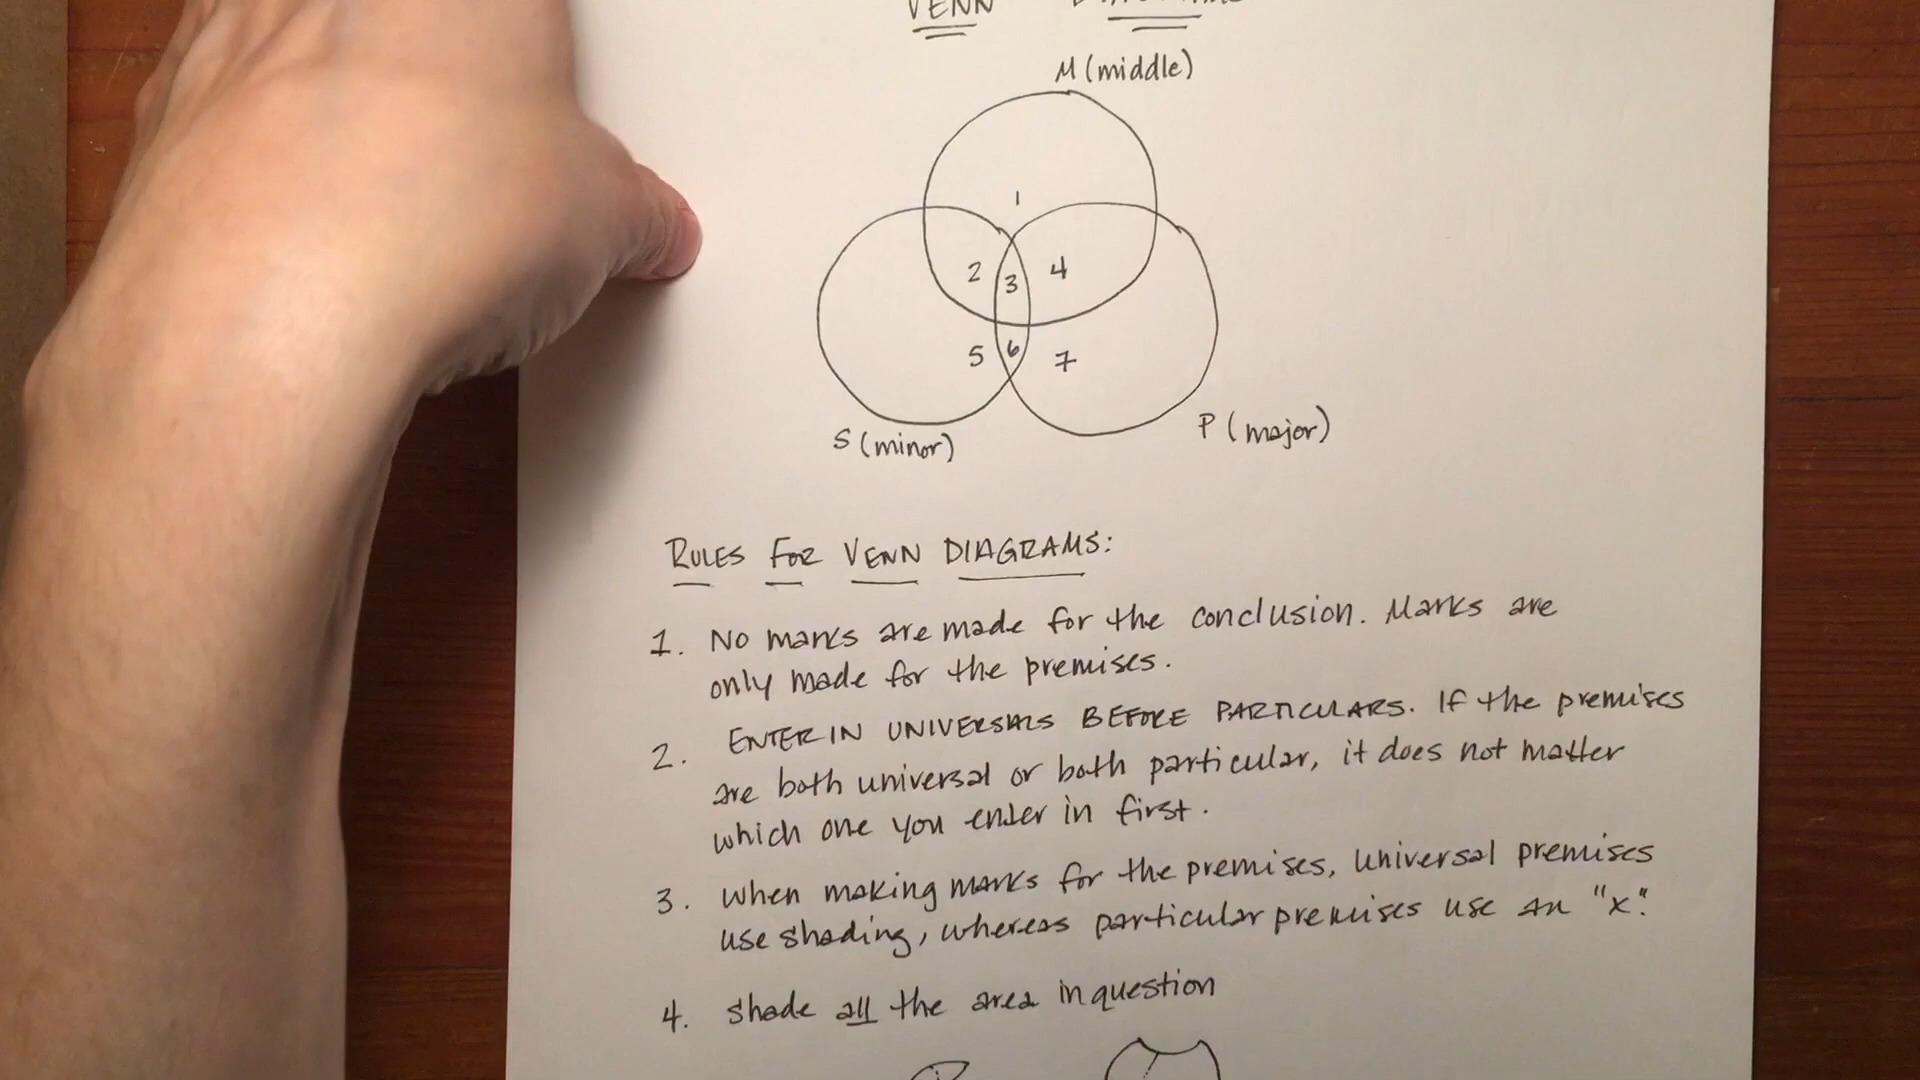 VENN
M (middle)
1
2 3 4
5 6 7
S (minor)
P (major)
RULES FOR VENN DIAGRAMS:
1. No marks are made for the conclusion. Marks are
only made for the premises.
2. ENTER IN UNIVERSALS BEFORE PARTICULARS. If the premises
are both universal or both particular, it does not matter
which one you enter in first.
3. When making marks for the premises, universal premises
use shading, whereas particular premises use an "x".
4. Shade all the area in question